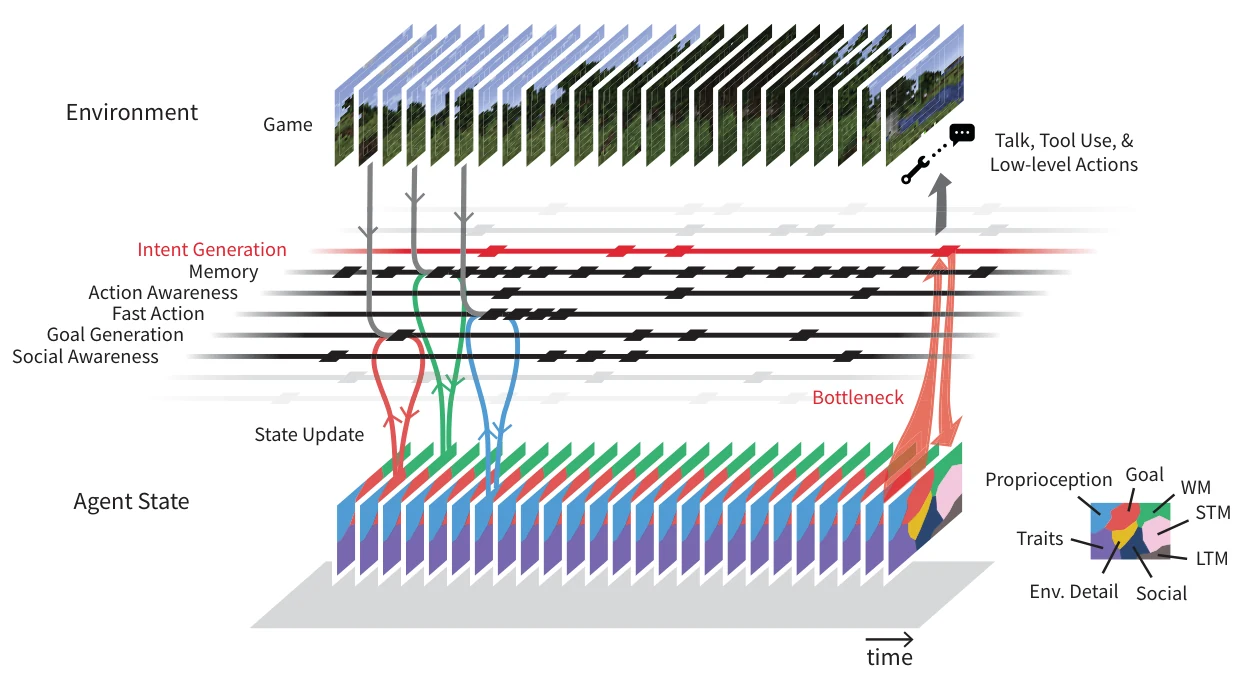 Environment
Game
Talk, Tool Use, &
Low-level Actions
Intent Generation
Memory
Action Awareness
Fast Action
Goal Generation
Social Awareness
Bottleneck
State Update
Agent State
Proprioception
Goal
WM
STM
Traits
LTM
Env. Detail
Social
time